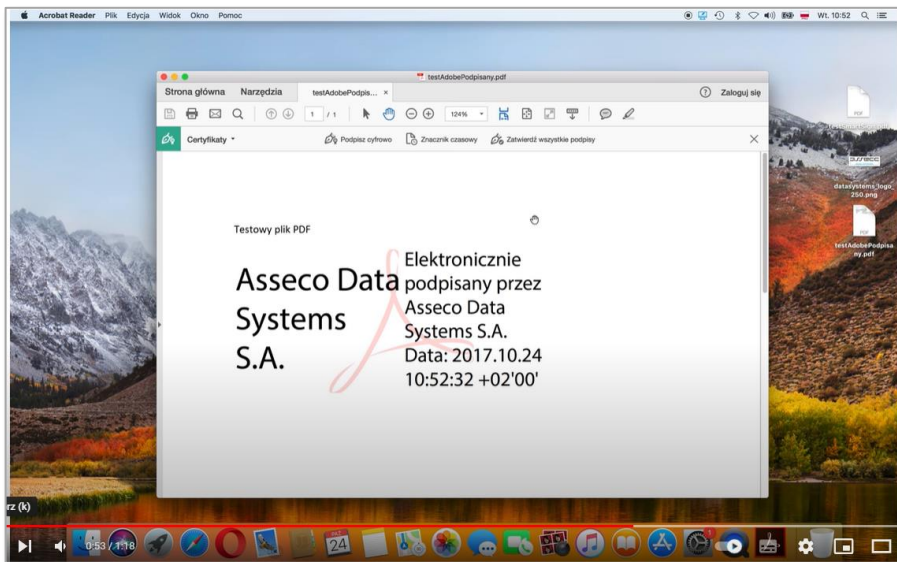 Acrobat Reader Plik Edycja Widok Okno Pomoc
Wt. 10:52
testAdobePodpisany.pdf
Strona główna Narzędzia testAdobePodpis... × Zaloguj się
1 / 1 124%
Certyfikaty Podpisz cyfrowo Znacznik czasowy Zatwierdź wszystkie podpisy
datasystems_logo_
250.png
PDF
testAdobePodpisa
ny.pdf
Testowy plik PDF
Asseco Data
Systems
S.A.
Elektronicznie
podpisany przez
Asseco Data
Systems S.A.
Data: 2017.10.24
10:52:32 +02'00'
rz (k)
0:53 / 1:18
24